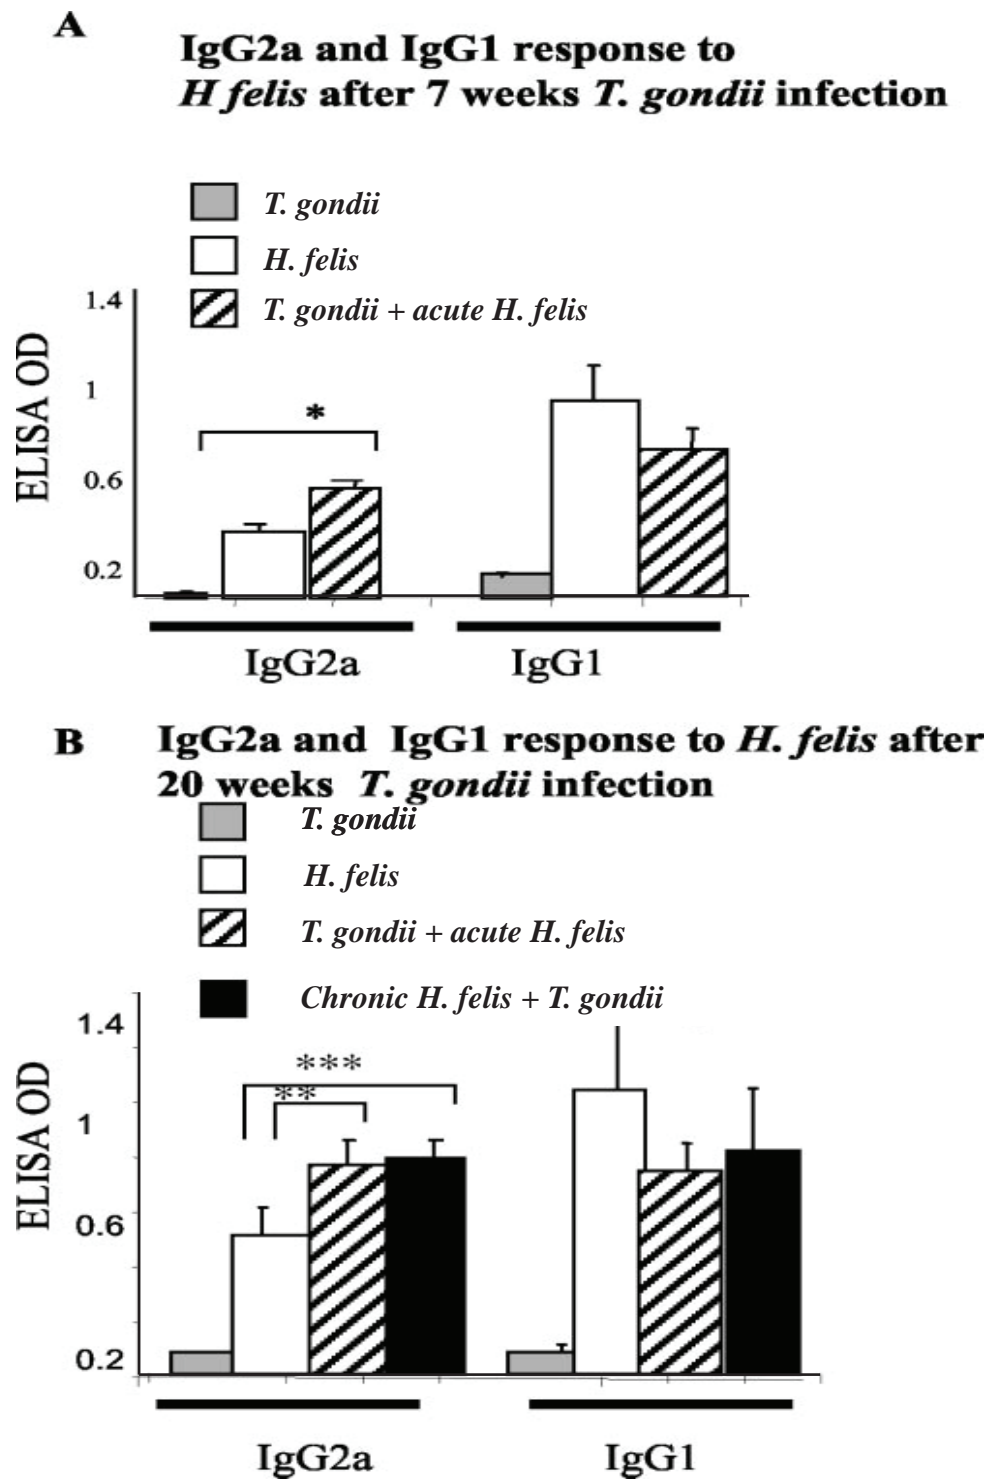 A
IgG2a and IgG1 response to
H felis after 7 weeks T. gondii infection
T. gondii
H. felis
T. gondii + acute H. felis
ELISA OD
1.4
1
0.6
0.2
*
IgG2a
IgG1
B
IgG2a and IgG1 response to H. felis after
20 weeks T. gondii infection
T. gondii
H. felis
T. gondii + acute H. felis
Chronic H. felis + T. gondii
ELISA OD
1.4
1
0.6
0.2
***
**
IgG2a
IgG1